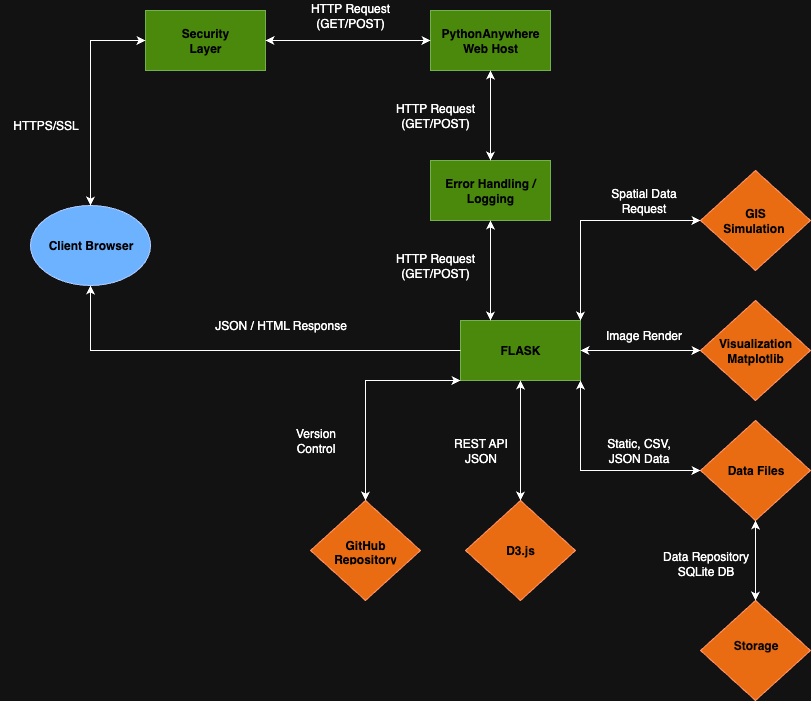 HTTP Request
(GET/POST)
Security
Layer
PythonAnywhere
Web Host
HTTPS/SSL
HTTP Request
(GET/POST)
Error Handling /
Logging
Spatial Data
Request
GIS
Simulation
Client Browser
HTTP Request
(GET/POST)
JSON / HTML Response
FLASK
Image Render
Visualization
Matplotlib
Version
Control
REST API
JSON
Static, CSV,
JSON Data
Data Files
GitHub
Repository
D3.js
Data Repository
SQLite DB
Storage